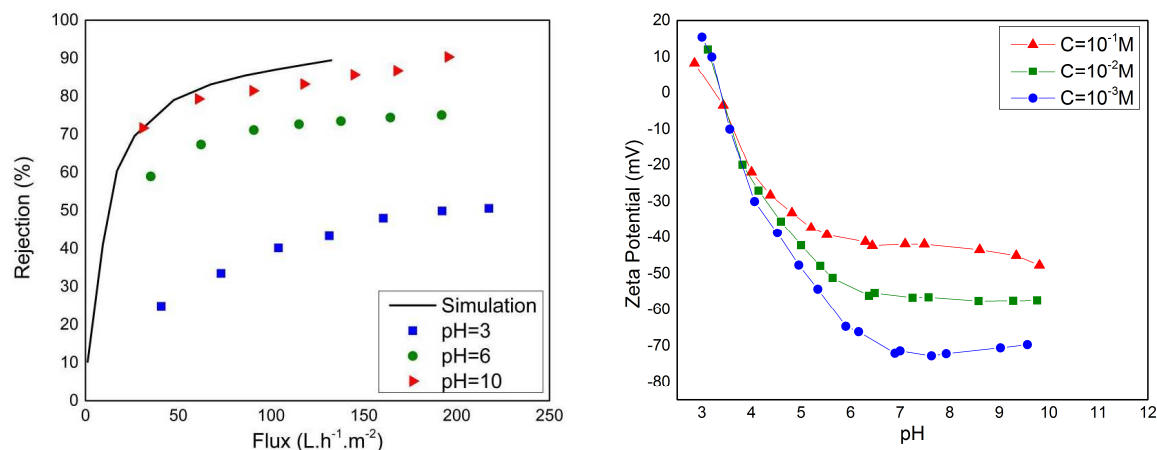 100
90
80
70
60
50
40
30
20
10
0
Rejection (%)
0 50 100 150 200 250
Flux (L.h⁻¹.m⁻²)
Simulation
pH=3
pH=6
pH=10
20
10
0
-10
-20
-30
-40
-50
-60
-70
-80
Zeta Potential (mV)
3 4 5 6 7 8 9 10 11 12
pH
C=10⁻¹M
C=10⁻²M
C=10⁻³M